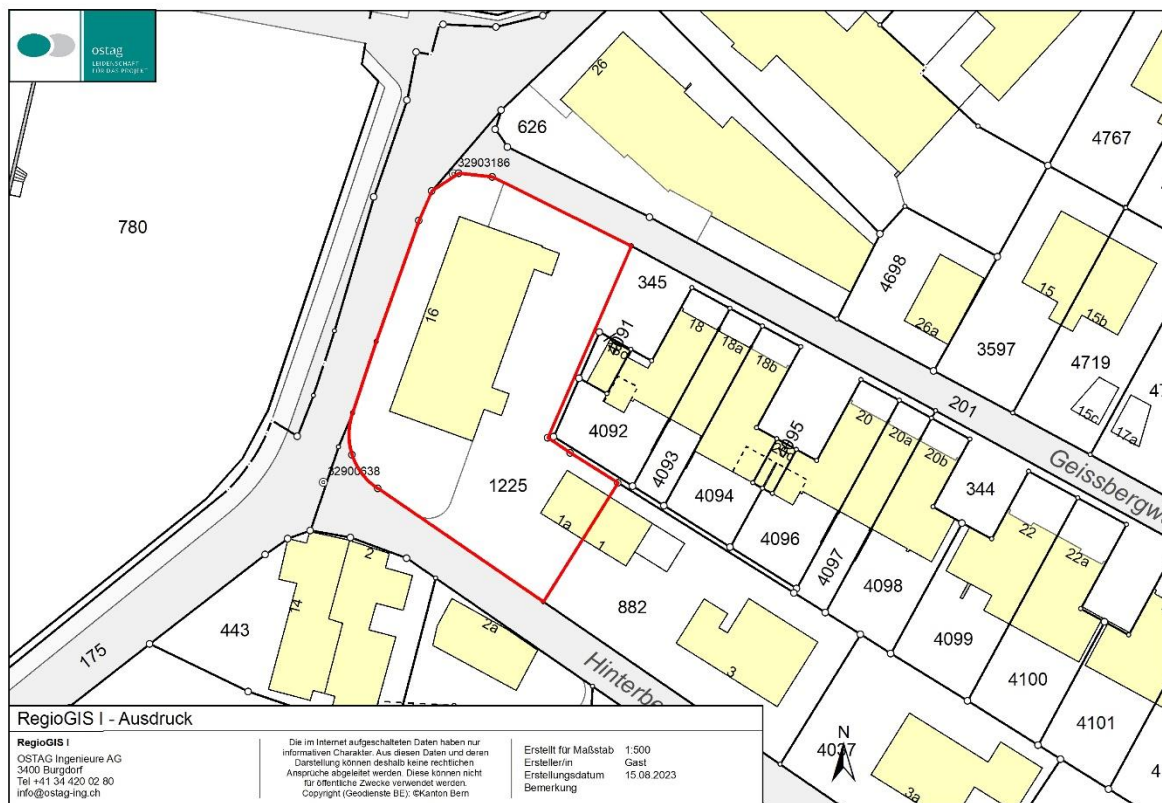 ostag
LEIDENSCHAFT
FÜR DAS PROJEKT
26
626
4767
32903186
780
4698
345
15
15b
16
4091
18
18a
26a
3597
4719
18b
15c
17a
201
20
20a
20b
4092
4095
Geissbergw
4093
1225
4094
344
32900638
22
22a
1a
1
4096
2
4097
4098
882
14
443
2a
4099
175
3
Hinterbe
4100
4101
4037
N
3a
RegioGIS I - Ausdruck
RegioGIS I
OSTAG Ingenieure AG
3400 Burgdorf
Tel +41 34 420 02 80
info@ostag-ing.ch
Die im Internet aufgeschalteten Daten haben nur
informativen Charakter. Aus diesen Daten und deren
Darstellung können deshalb keine rechtlichen
Ansprüche abgeleitet werden. Diese können nicht
für öffentliche Zwecke verwendet werden.
Copyright (Geodienste BE): ©Kanton Bern
Erstellt für Maßstab 1:500
Ersteller/in Gast
Erstellungsdatum 15.08.2023
Bemerkung